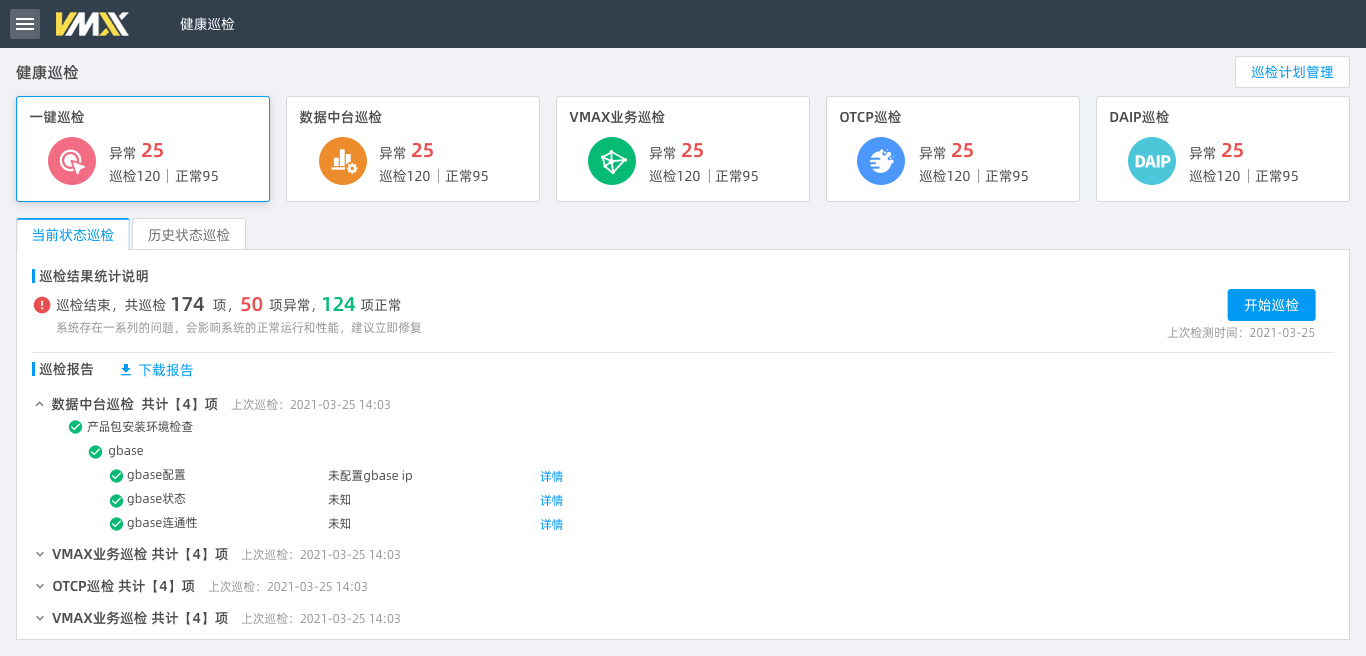 VMAX 健康巡检
健康巡检 巡检计划管理
一键巡检
异常 25
巡检120 | 正常95
数据中台巡检
异常 25
巡检120 | 正常95
VMAX业务巡检
异常 25
巡检120 | 正常95
OTCP巡检
异常 25
巡检120 | 正常95
DAIP巡检
DAIP
异常 25
巡检120 | 正常95
当前状态巡检 历史状态巡检
巡检结果统计说明
巡检结束，共巡检 174 项，50 项异常，124 项正常
系统存在一系列的问题，会影响系统的正常运行和性能，建议立即修复
开始巡检
上次检测时间：2021-03-25
巡检报告 下载报告
数据中台巡检 共计【4】项 上次巡检：2021-03-25 14:03
产品包安装环境检查
gbase
gbase配置 未配置gbase ip 详情
gbase状态 未知 详情
gbase连通性 未知 详情
VMAX业务巡检 共计【4】项 上次巡检：2021-03-25 14:03
OTCP巡检 共计【4】项 上次巡检：2021-03-25 14:03
VMAX业务巡检 共计【4】项 上次巡检：2021-03-25 14:03